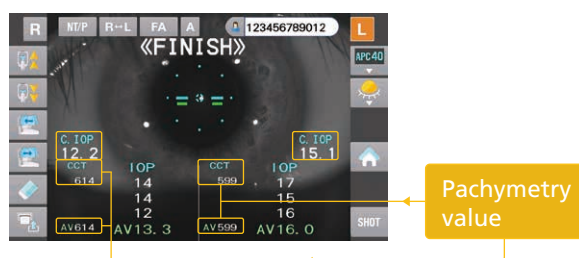 R NT/P R↔L FA A 123456789012 L
《FINISH》
APC40
C. IOP C. IOP
12. 2 15. 1
CCT IOP CCT IOP
614 14 599 17
14 15
12 16
AV614 AV13. 3 AV599 AV16. 0
SHOT
Pachymetry
value